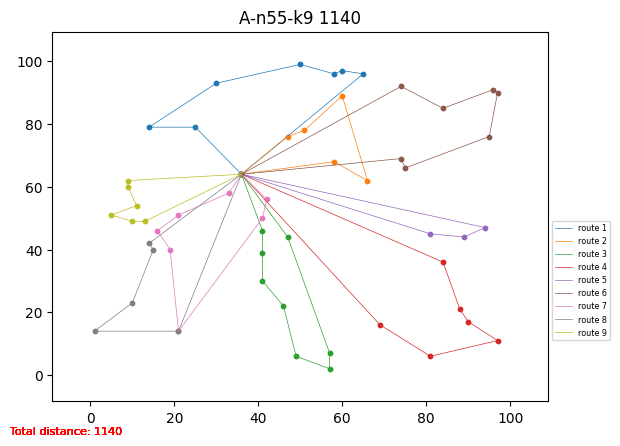 A-n55-k9 1140
100
80
60
40
20
0
0 20 40 60 80 100
route 1
route 2
route 3
route 4
route 5
route 6
route 7
route 8
route 9
Total distance: 1140